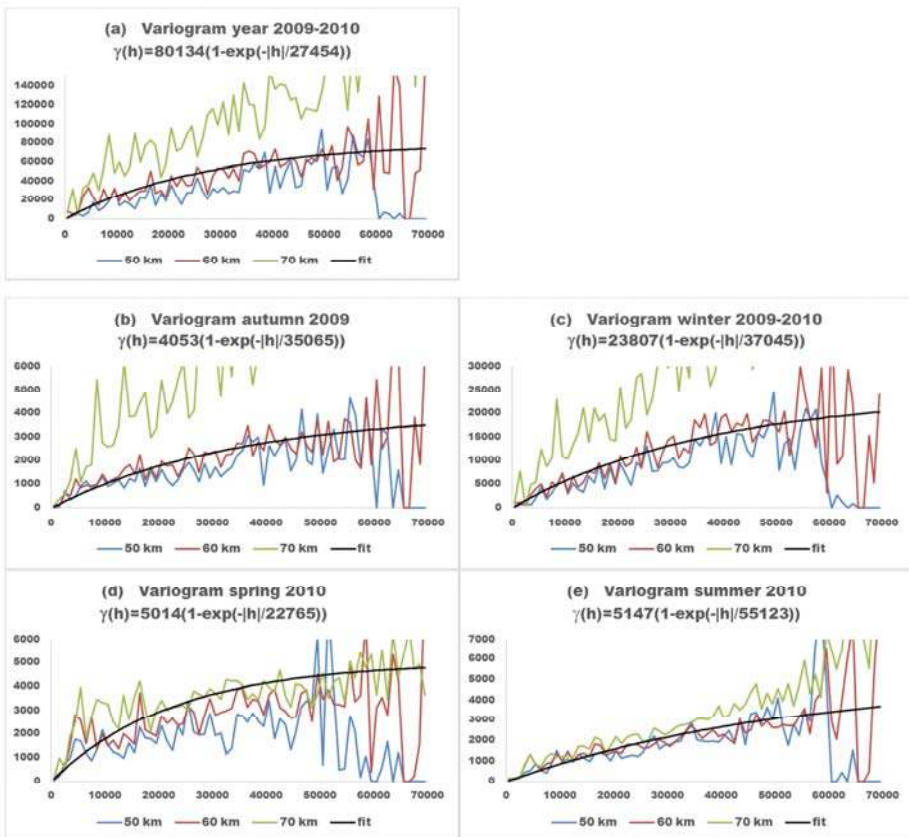 (a) Variogram year 2009-2010
γ(h)=80134(1-exp(-|h|/27454))
140000
120000
100000
80000
60000
40000
20000
0
0 10000 20000 30000 40000 50000 60000 70000
50 km 60 km 70 km fit
(b) Variogram autumn 2009
γ(h)=4053(1-exp(-|h|/35065))
6000
5000
4000
3000
2000
1000
0
0 10000 20000 30000 40000 50000 60000 70000
50 km 60 km 70 km fit
(c) Variogram winter 2009-2010
γ(h)=23807(1-exp(-|h|/37045))
30000
25000
20000
15000
10000
5000
0
0 10000 20000 30000 40000 50000 60000 70000
50 km 60 km 70 km fit
(d) Variogram spring 2010
γ(h)=5014(1-exp(-|h|/22765))
6000
5000
4000
3000
2000
1000
0
0 10000 20000 30000 40000 50000 60000 70000
50 km 60 km 70 km fit
(e) Variogram summer 2010
γ(h)=5147(1-exp(-|h|/55123))
7000
6000
5000
4000
3000
2000
1000
0
0 10000 20000 30000 40000 50000 60000 70000
50 km 60 km 70 km fit